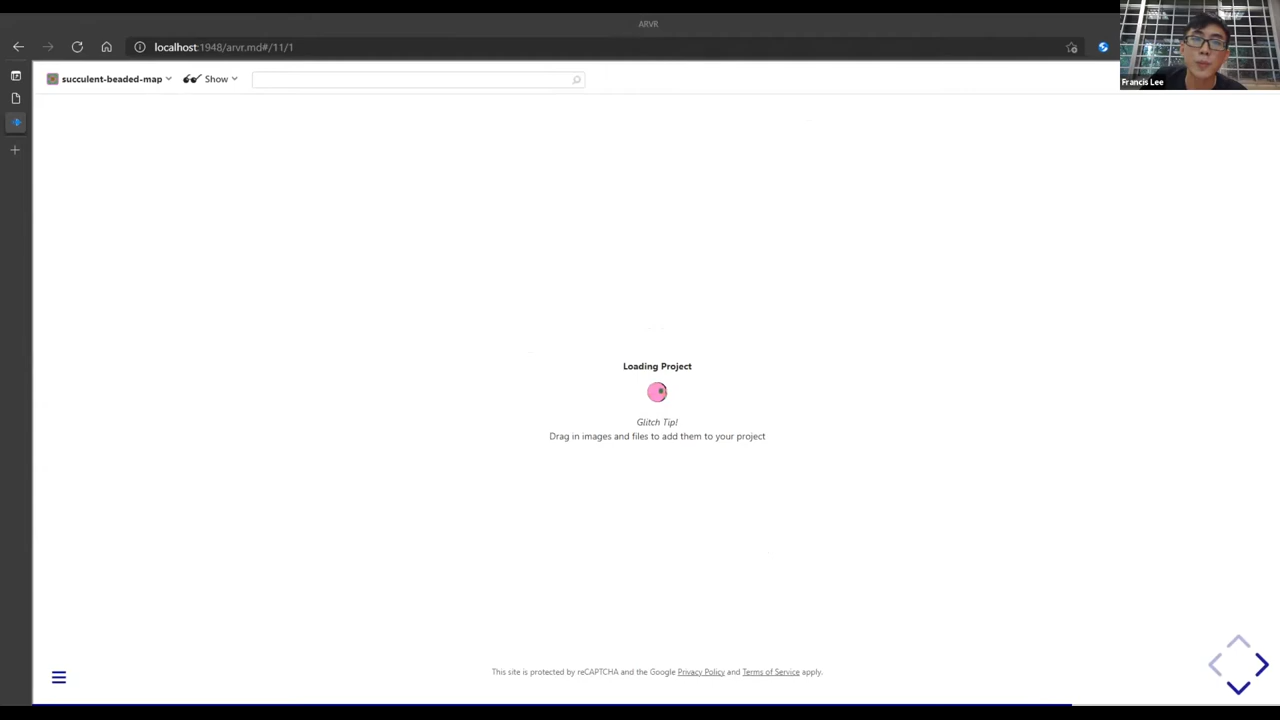 ARVR
localhost:1948/arvr.md#/11/1
Francis Lee
succulent-beaded-map
Show
Loading Project
Glitch Tip!
Drag in images and files to add them to your project
This site is protected by reCAPTCHA and the Google Privacy Policy and Terms of Service apply.